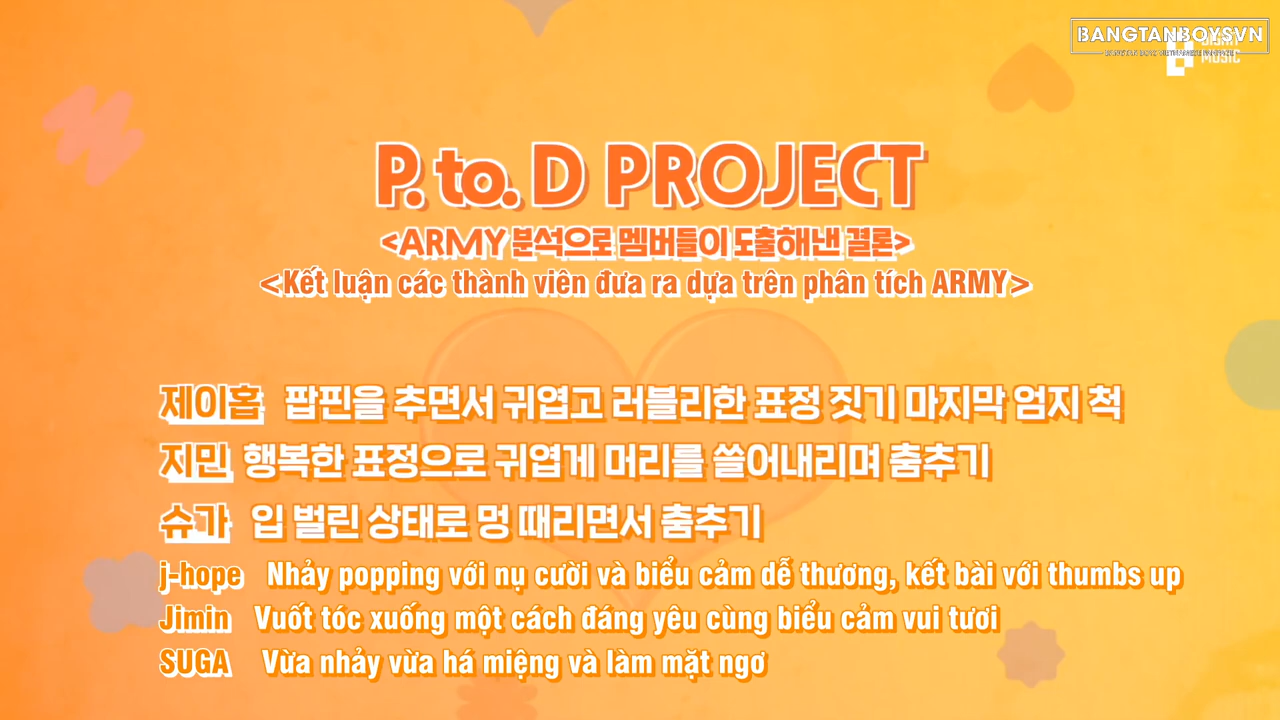 BANGTANBOYSVN
MUSIC
P. to. D PROJECT
<ARMY 분석으로 멤버들이 도출해낸 결론>
<Kết luận các thành viên đưa ra dựa trên phân tích ARMY>
제이홉 팝핀을 추면서 귀엽고 러블리한 표정 짓기 마지막 엄지 척
지민 행복한 표정으로 귀엽게 머리를 쓸어내리며 춤추기
슈가 입 벌린 상태로 멍 때리면서 춤추기
j-hope Nhảy popping với nụ cười và biểu cảm dễ thương, kết bài với thumbs up
Jimin Vuốt tóc xuống một cách đáng yêu cùng biểu cảm vui tươi
SUGA Vừa nhảy vừa há miệng và làm mặt ngơ